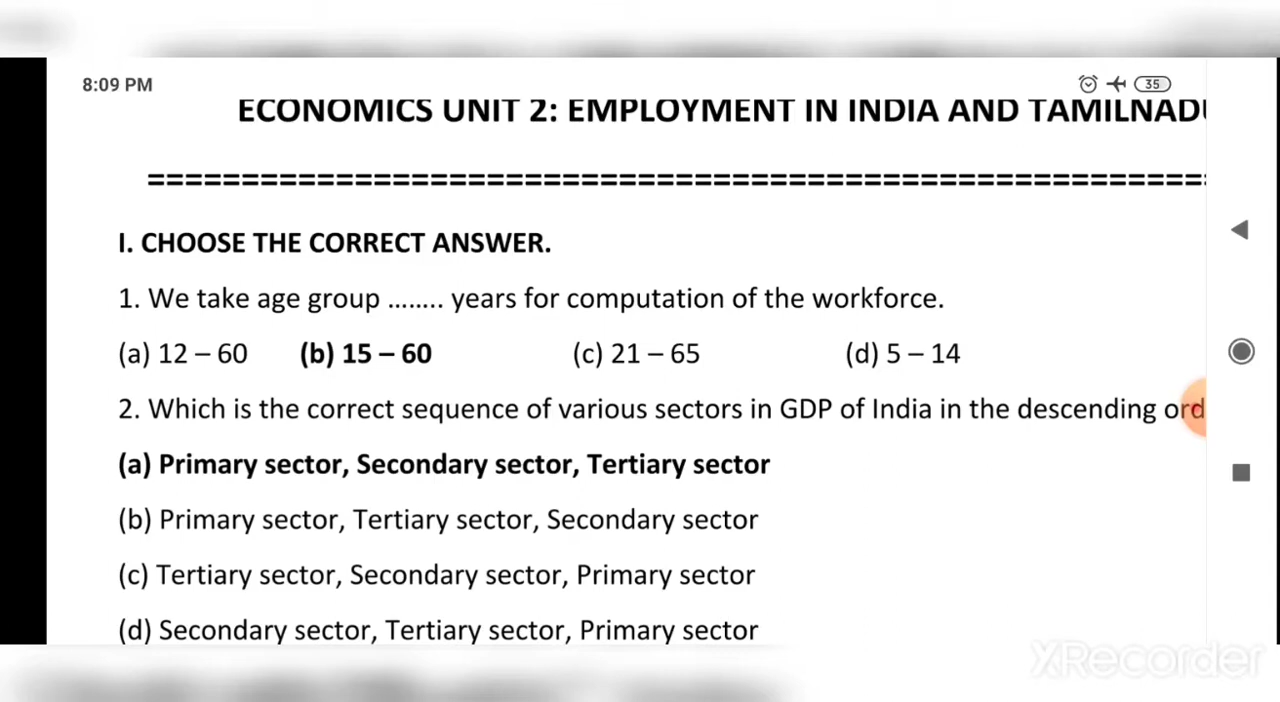 8:09 PM
35
ECONOMICS UNIT 2: EMPLOYMENT IN INDIA AND TAMILNADU
==========================================================
I. CHOOSE THE CORRECT ANSWER.
1. We take age group ........ years for computation of the workforce.
(a) 12 – 60 (b) 15 – 60 (c) 21 – 65 (d) 5 – 14
2. Which is the correct sequence of various sectors in GDP of India in the descending ord
(a) Primary sector, Secondary sector, Tertiary sector
(b) Primary sector, Tertiary sector, Secondary sector
(c) Tertiary sector, Secondary sector, Primary sector
(d) Secondary sector, Tertiary sector, Primary sector
XRecorder